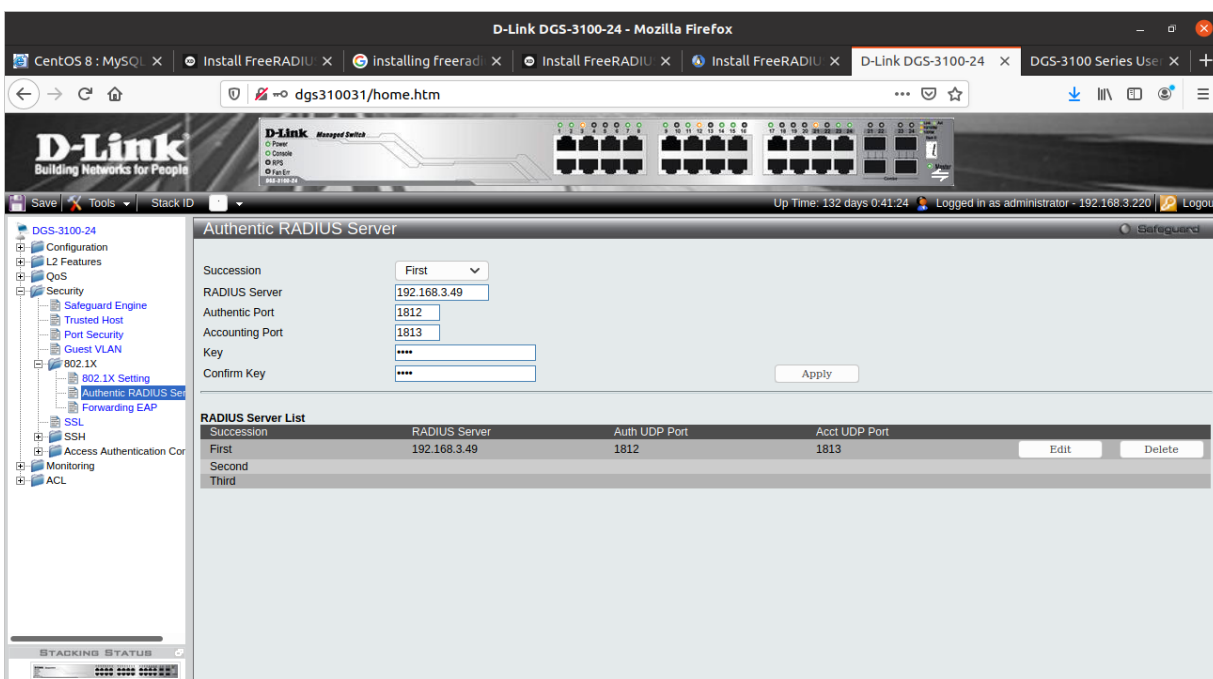 D-Link DGS-3100-24 - Mozilla Firefox
CentOS 8 : MySQL Install FreeRADIU installing freeradi Install FreeRADIU Install FreeRADIU D-Link DGS-3100-24 DGS-3100 Series User
dgs310031/home.htm
D-Link
Building Networks for People
D-Link Managed Switch
Power
Console
RPS
Fan Err
DGS-3100-24
Save Tools Stack ID 1 Up Time: 132 days 0:41:24 Logged in as administrator - 192.168.3.220 Logou
DGS-3100-24
Configuration
L2 Features
QoS
Security
Safeguard Engine
Trusted Host
Port Security
Guest VLAN
802.1X
802.1X Setting
Authentic RADIUS Ser
Forwarding EAP
SSL
SSH
Access Authentication Cor
Monitoring
ACL
STACKING STATUS
Authentic RADIUS Server Safeguard
Succession First
RADIUS Server 192.168.3.49
Authentic Port 1812
Accounting Port 1813
Key ••••
Confirm Key •••• Apply
RADIUS Server List
Succession RADIUS Server Auth UDP Port Acct UDP Port
First 192.168.3.49 1812 1813 Edit Delete
Second
Third